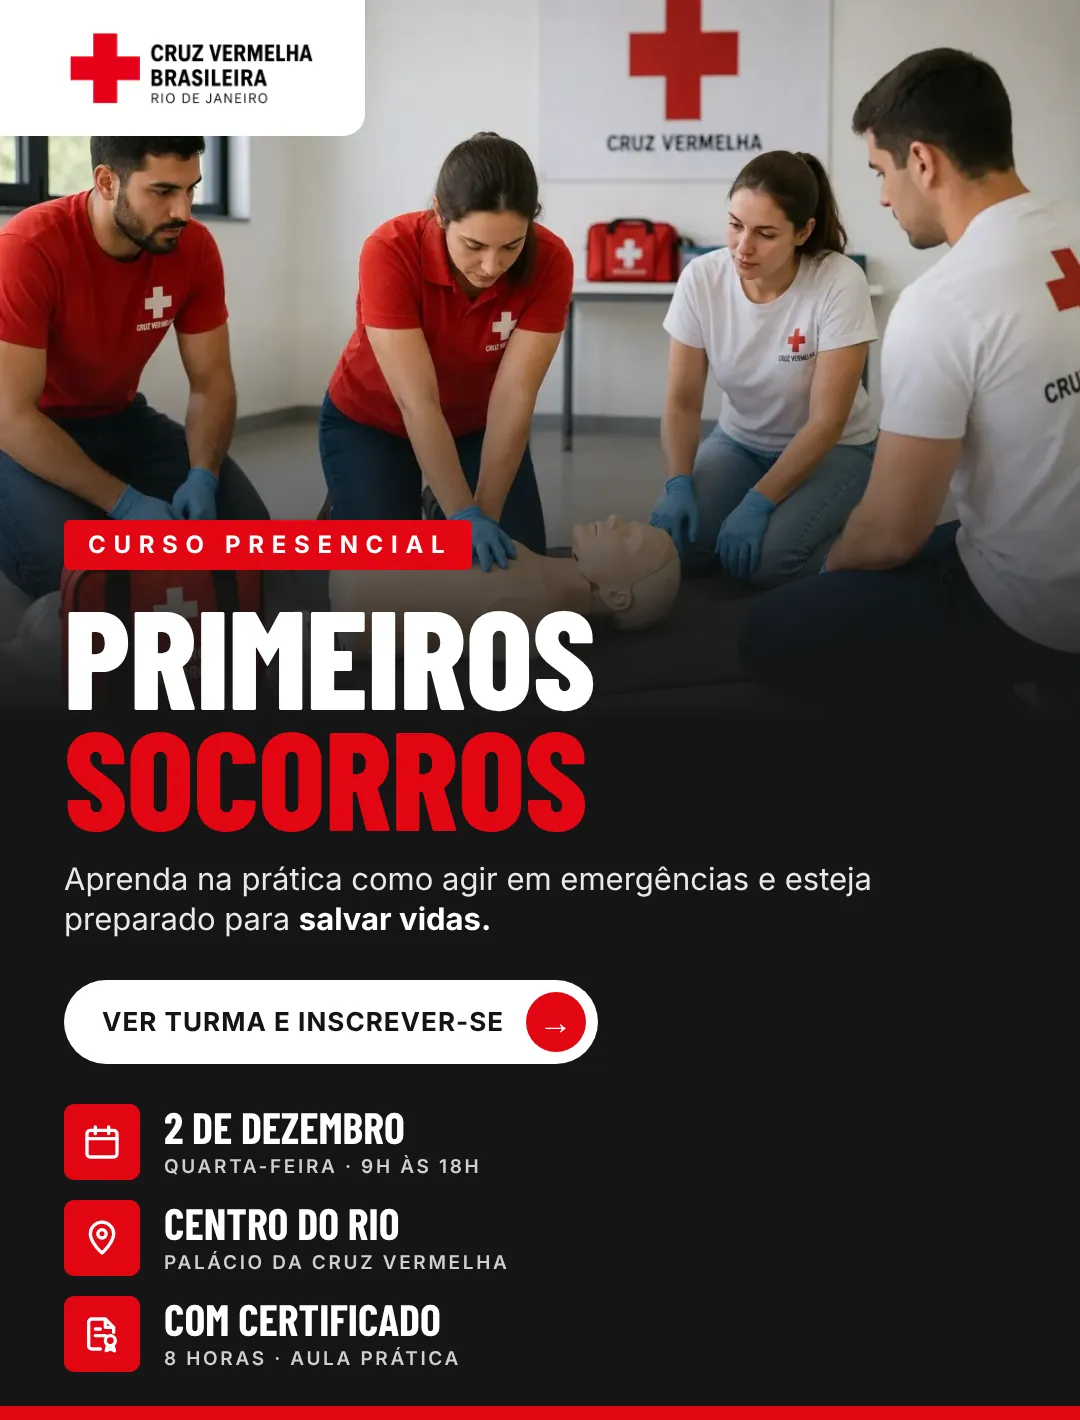 CRUZ VERMELHA
BRASILEIRA
RIO DE JANEIRO
CRUZ VERMELHA
CURSO PRESENCIAL
PRIMEIROS
SOCORROS
Aprenda na prática como agir em emergências e esteja
preparado para salvar vidas.
VER TURMA E INSCREVER-SE →
2 DE DEZEMBRO
QUARTA-FEIRA · 9H ÀS 18H
CENTRO DO RIO
PALÁCIO DA CRUZ VERMELHA
COM CERTIFICADO
8 HORAS · AULA PRÁTICA